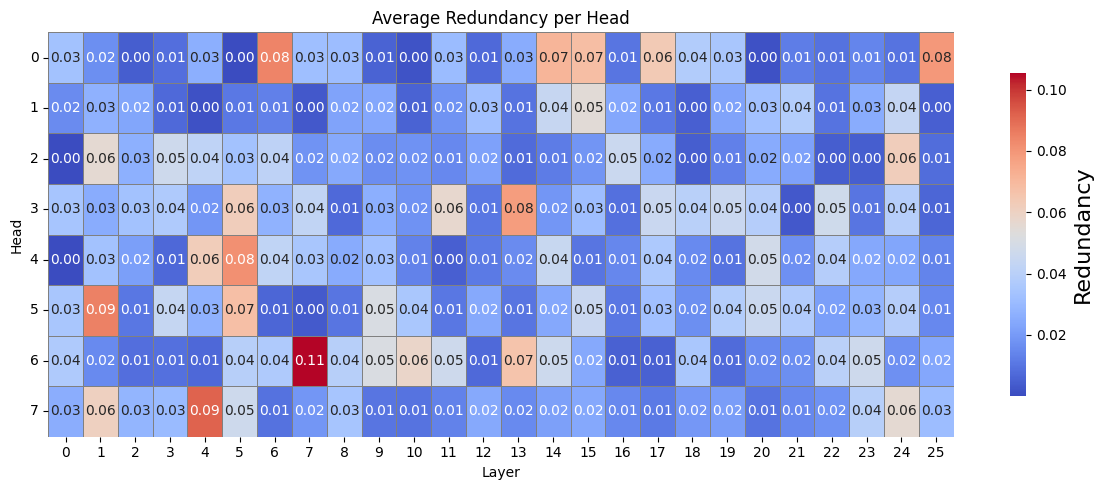 Average Redundancy per Head
0 0.03 0.02 0.00 0.01 0.03 0.00 0.08 0.03 0.03 0.01 0.00 0.03 0.01 0.03 0.07 0.07 0.01 0.06 0.04 0.03 0.00 0.01 0.01 0.01 0.01 0.08
1 0.02 0.03 0.02 0.01 0.00 0.01 0.01 0.00 0.02 0.02 0.01 0.02 0.03 0.01 0.04 0.05 0.02 0.01 0.00 0.02 0.03 0.04 0.01 0.03 0.04 0.00
2 0.00 0.06 0.03 0.05 0.04 0.03 0.04 0.02 0.02 0.02 0.02 0.01 0.02 0.01 0.01 0.02 0.05 0.02 0.00 0.01 0.02 0.02 0.00 0.00 0.06 0.01
3 0.03 0.03 0.03 0.04 0.02 0.06 0.03 0.04 0.01 0.03 0.02 0.06 0.01 0.08 0.02 0.03 0.01 0.05 0.04 0.05 0.04 0.00 0.05 0.01 0.04 0.01
4 0.00 0.03 0.02 0.01 0.06 0.08 0.04 0.03 0.02 0.03 0.01 0.00 0.01 0.02 0.04 0.01 0.01 0.04 0.02 0.01 0.05 0.02 0.04 0.02 0.02 0.01
5 0.03 0.09 0.01 0.04 0.03 0.07 0.01 0.00 0.01 0.05 0.04 0.01 0.02 0.01 0.02 0.05 0.01 0.03 0.02 0.04 0.05 0.04 0.02 0.03 0.04 0.01
6 0.04 0.02 0.01 0.01 0.01 0.04 0.04 0.11 0.04 0.05 0.06 0.05 0.01 0.07 0.05 0.02 0.01 0.01 0.04 0.01 0.02 0.02 0.04 0.05 0.02 0.02
7 0.03 0.06 0.03 0.03 0.09 0.05 0.01 0.02 0.03 0.01 0.01 0.01 0.02 0.02 0.02 0.02 0.01 0.01 0.02 0.02 0.01 0.01 0.02 0.04 0.06 0.03
0 1 2 3 4 5 6 7 8 9 10 11 12 13 14 15 16 17 18 19 20 21 22 23 24 25
Layer
Head
0.10
0.08
0.06
0.04
0.02
Redundancy